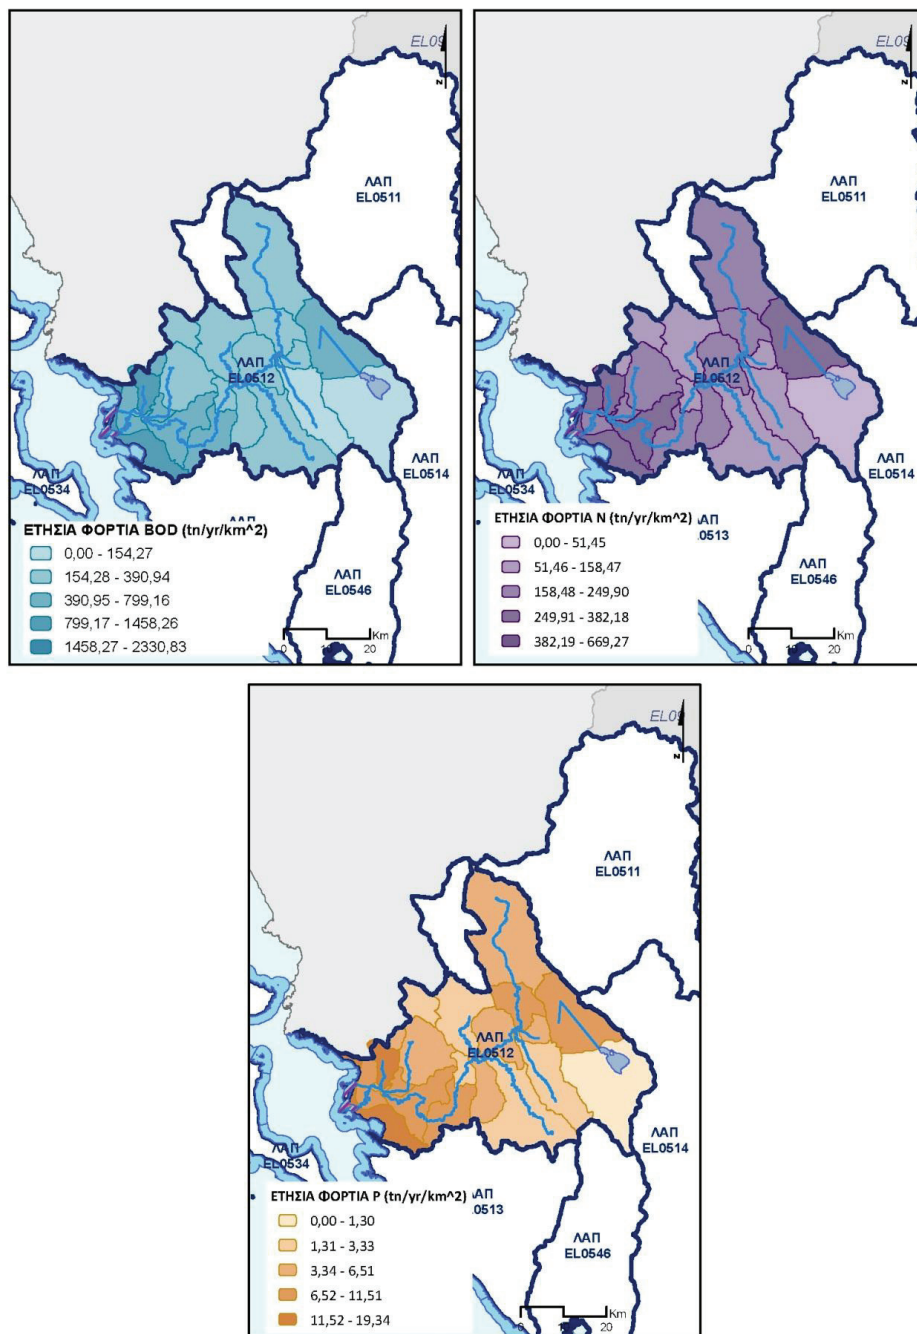 EL09
N
ΛΑΠ
EL0511
ΛΑΠ
EL0512
ΛΑΠ
EL0514
ΛΑΠ
EL0534
ΛΑΠ
ΛΑΠ
EL0546
ΕΤΗΣΙΑ ΦΟΡΤΙΑ BOD (tn/yr/km^2)
0,00 - 154,27
154,28 - 390,94
390,95 - 799,16
799,17 - 1458,26
1458,27 - 2330,83
Km
0 10 20
EL09
N
ΛΑΠ
EL0511
ΛΑΠ
EL0512
ΛΑΠ
EL0514
ΛΑΠ
EL0534
ΛΑΠ
0513
ΛΑΠ
EL0546
ΕΤΗΣΙΑ ΦΟΡΤΙΑ N (tn/yr/km^2)
0,00 - 51,45
51,46 - 158,47
158,48 - 249,90
249,91 - 382,18
382,19 - 669,27
Km
0 10 20
EL09
N
ΛΑΠ
EL0511
ΛΑΠ
EL0512
ΛΑΠ
EL0514
ΛΑΠ
EL0534
ΛΑΠ
0513
ΛΑΠ
EL0546
ΕΤΗΣΙΑ ΦΟΡΤΙΑ P (tn/yr/km^2)
0,00 - 1,30
1,31 - 3,33
3,34 - 6,51
6,52 - 11,51
11,52 - 19,34
Km
0 10 20